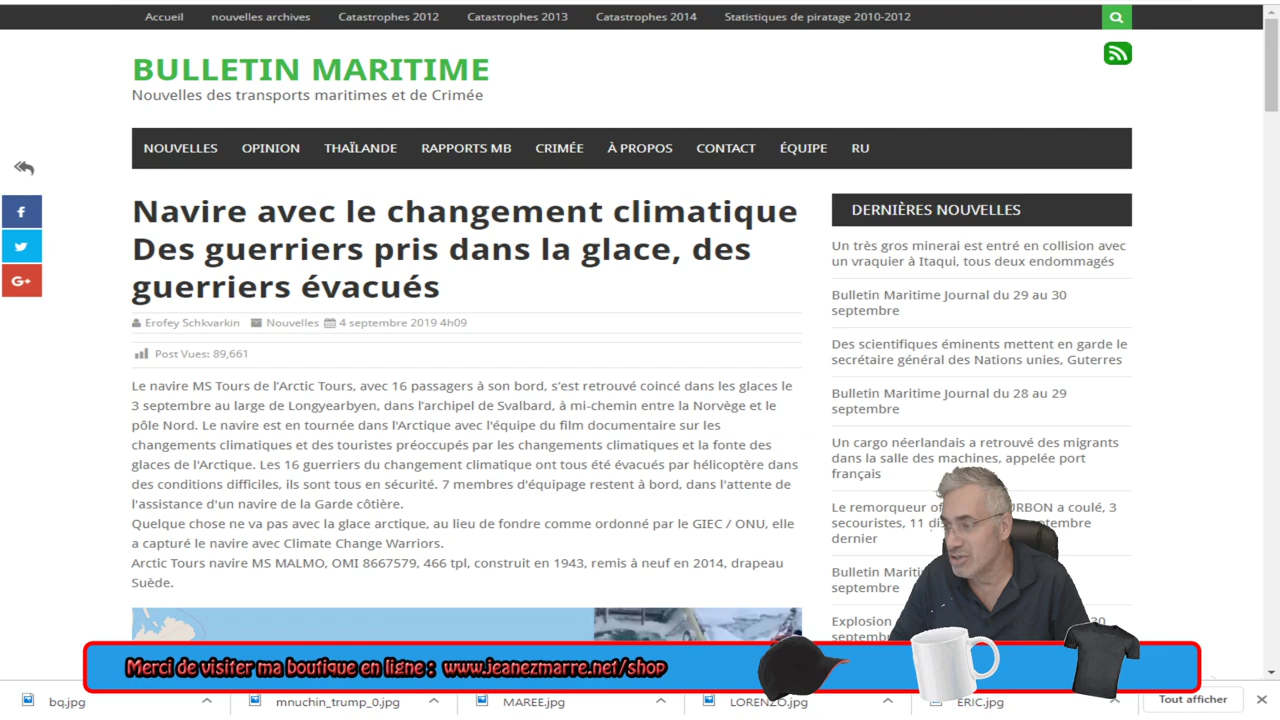 Accueil
nouvelles archives
Catastrophes 2012
Catastrophes 2013
Catastrophes 2014
Statistiques de piratage 2010-2012
BULLETIN MARITIME
Nouvelles des transports maritimes et de Crimée
NOUVELLES
OPINION
THAÏLANDE
RAPPORTS MB
CRIMÉE
À PROPOS
CONTACT
ÉQUIPE
RU
f
G+
Navire avec le changement climatique
Des guerriers pris dans la glace, des
guerriers évacués
Erofey Schkvarkin Nouvelles 4 septembre 2019 4h09
Post Vues: 89,661
Le navire MS Tours de l’Arctic Tours, avec 16 passagers à son bord, s’est retrouvé coincé dans les glaces le
3 septembre au large de Longyearbyen, dans l’archipel de Svalbard, à mi-chemin entre la Norvège et le
pôle Nord. Le navire est en tournée dans l'Arctique avec l'équipe du film documentaire sur les
changements climatiques et des touristes préoccupés par les changements climatiques et la fonte des
glaces de l'Arctique. Les 16 guerriers du changement climatique ont tous été évacués par hélicoptère dans
des conditions difficiles, ils sont tous en sécurité. 7 membres d'équipage restent à bord, dans l'attente de
l'assistance d'un navire de la Garde côtière.
Quelque chose ne va pas avec la glace arctique, au lieu de fondre comme ordonné par le GIEC / ONU, elle
a capturé le navire avec Climate Change Warriors.
Arctic Tours navire MS MALMO, OMI 8667579, 466 tpl, construit en 1943, remis à neuf en 2014, drapeau
Suède.
DERNIÈRES NOUVELLES
Un très gros minerai est entré en collision avec
un vraquier à Itaqui, tous deux endommagés
Bulletin Maritime Journal du 29 au 30
septembre
Des scientifiques éminents mettent en garde le
secrétaire général des Nations unies, Guterres
Bulletin Maritime Journal du 28 au 29
septembre
Un cargo néerlandais a retrouvé des migrants
dans la salle des machines, appelée port
français
Le remorqueur a coulé, 3
secouristes, 11
dernier
Bulletin
septembre
Explosion
Merci de visiter ma boutique en ligne : www.jeanezmarre.net/shop
bq.jpg
mnuchin_trump_0.jpg
MAREE.jpg
LORENZO.jpg
ERIC.jpg
Tout afficher